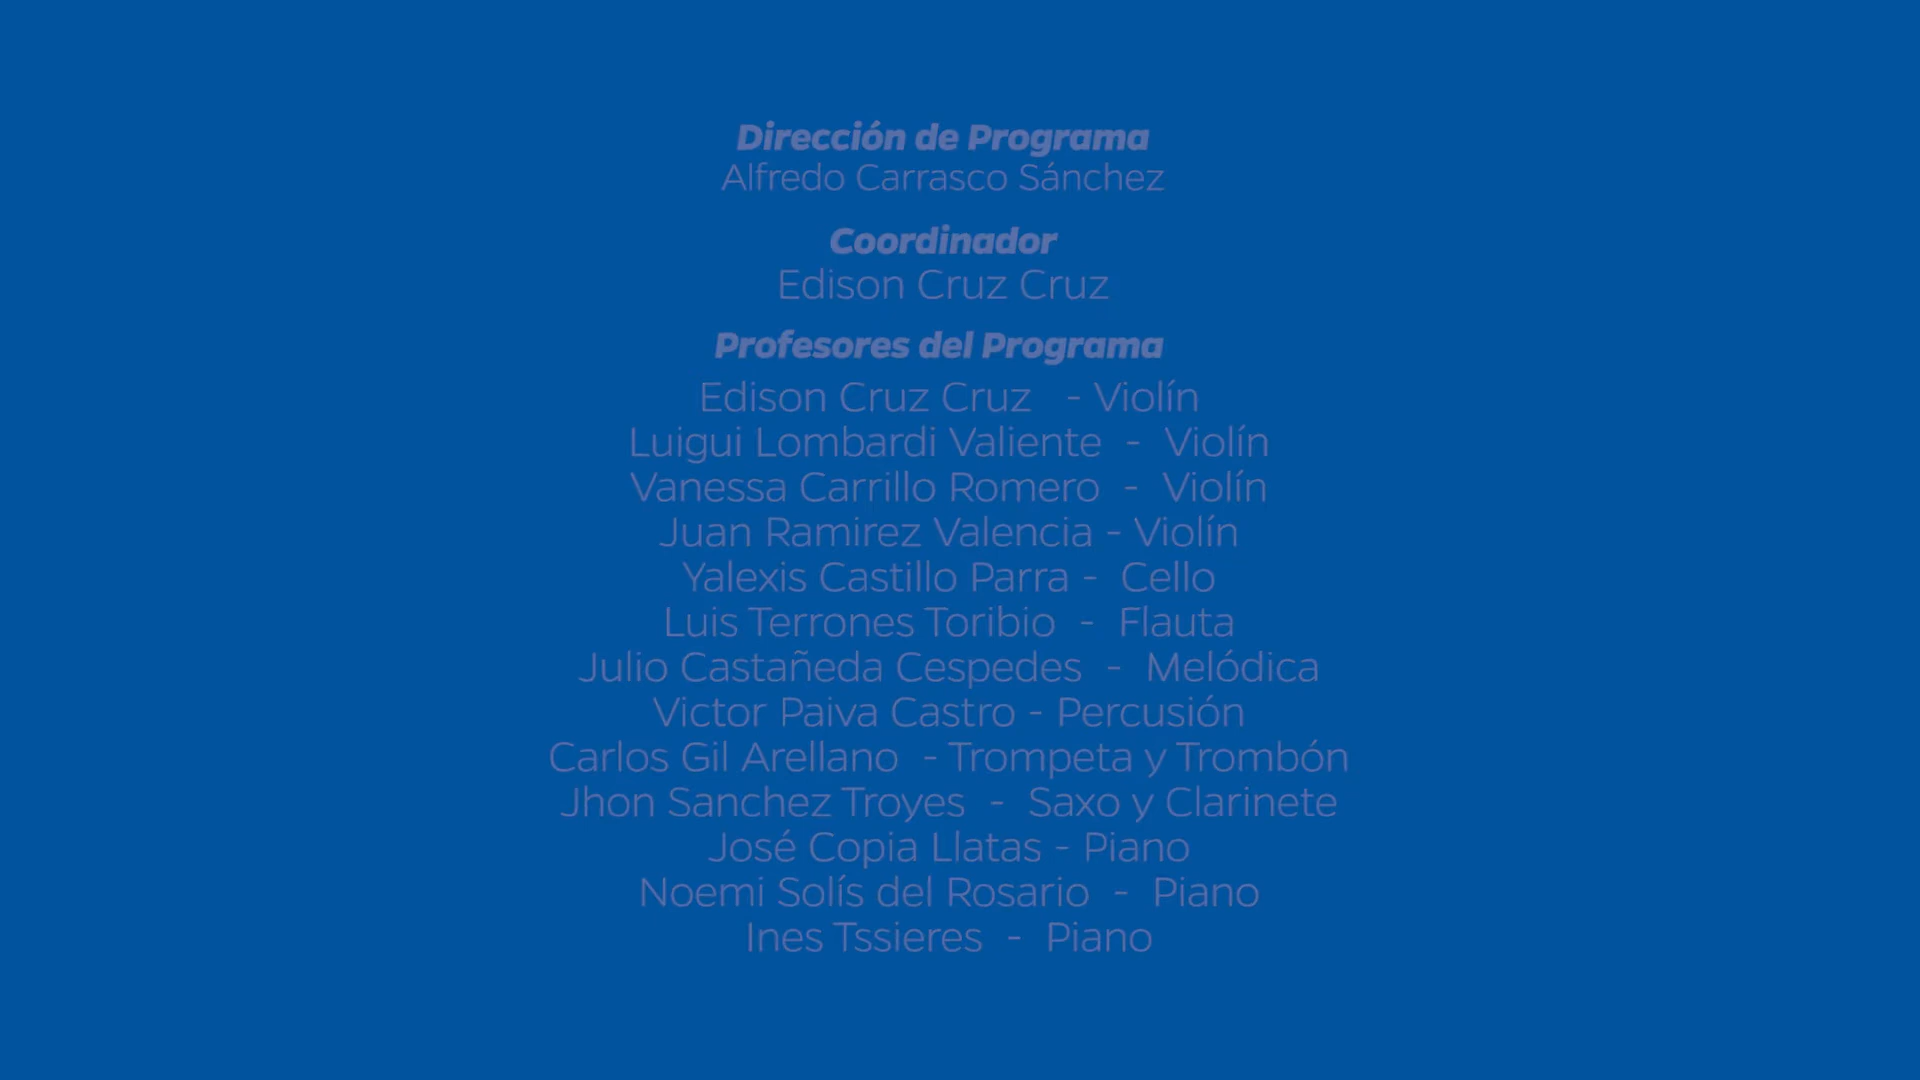 Dirección de Programa
Alfredo Carrasco Sánchez
Coordinador
Edison Cruz Cruz
Profesores del Programa
Edison Cruz Cruz - Violín
Luigui Lombardi Valiente - Violín
Vanessa Carrillo Romero - Violín
Juan Ramirez Valencia - Violín
Yalexis Castillo Parra - Cello
Luis Terrones Toribio - Flauta
Julio Castañeda Cespedes - Melódica
Victor Paiva Castro - Percusión
Carlos Gil Arellano - Trompeta y Trombón
Jhon Sanchez Troyes - Saxo y Clarinete
José Copia Llatas - Piano
Noemi Solís del Rosario - Piano
Ines Tssieres - Piano